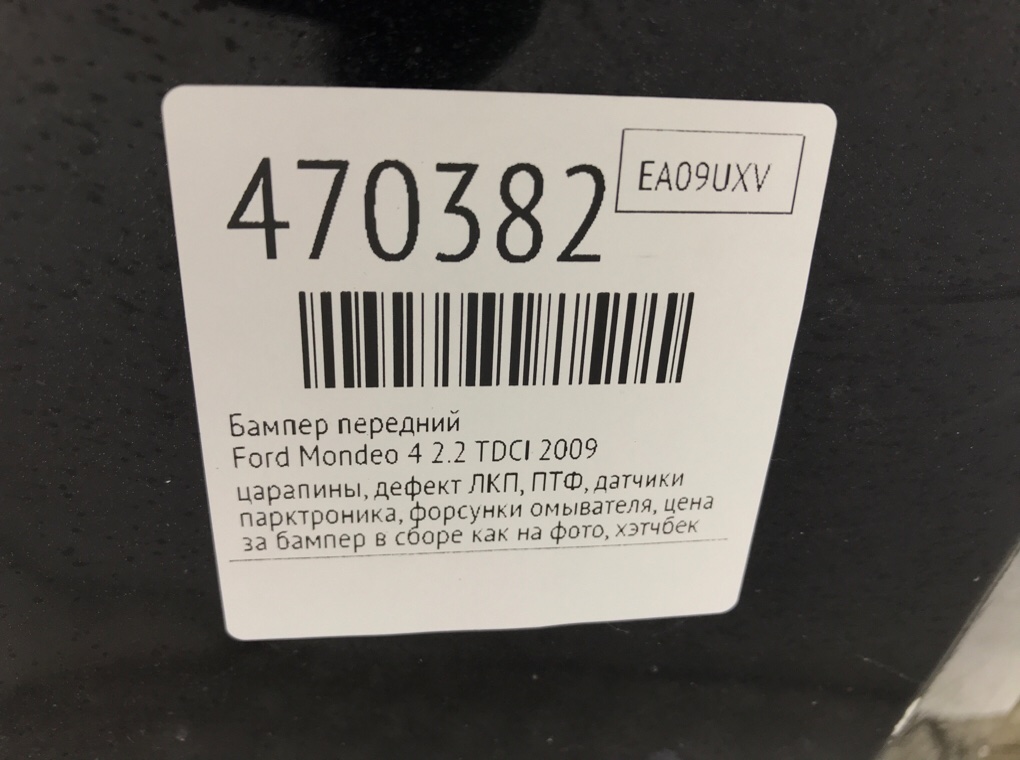 470382
EA09UXV
Бампер передний
Ford Mondeo 4 2.2 TDCI 2009
царапины, дефект ЛКП, ПТФ, датчики
парктроника, форсунки омывателя, цена
за бампер в сборе как на фото, хэтчбек